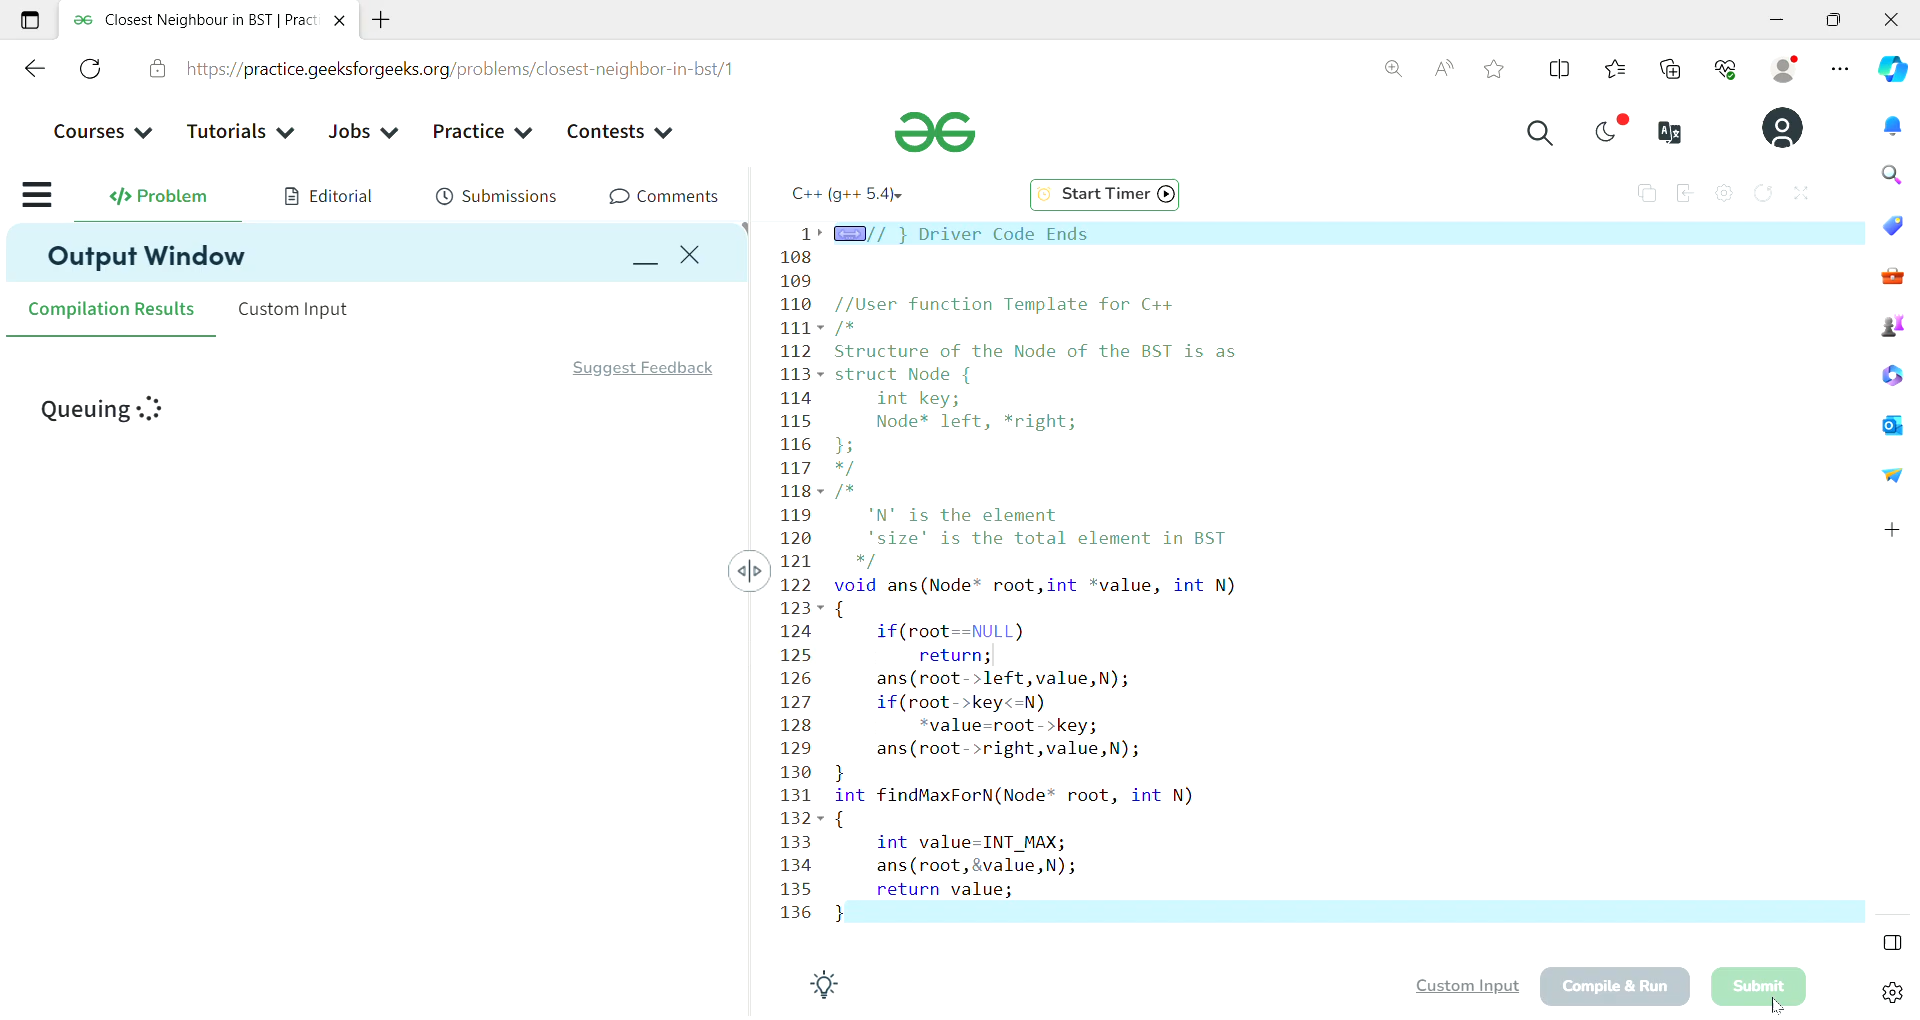 Closest Neighbour in BST | Pract
https://practice.geeksforgeeks.org/problems/closest-neighbor-in-bst/1
Courses Tutorials Jobs Practice Contests
</> Problem Editorial Submissions Comments
C++ (g++ 5.4) Start Timer
Output Window
Compilation Results Custom Input
Suggest Feedback
Queuing
1 // } Driver Code Ends
108
109
110 //User function Template for C++
111 /*
112 Structure of the Node of the BST is as
113 struct Node {
114 int key;
115 Node* left, *right;
116 };
117 */
118 /*
119 'N' is the element
120 'size' is the total element in BST
121 */
122 void ans(Node* root,int *value, int N)
123 {
124 if(root==NULL)
125 return;
126 ans(root->left,value,N);
127 if(root->key<=N)
128 *value=root->key;
129 ans(root->right,value,N);
130 }
131 int findMaxForN(Node* root, int N)
132 {
133 int value=INT_MAX;
134 ans(root,&value,N);
135 return value;
136 }
Custom Input Compile & Run Submit